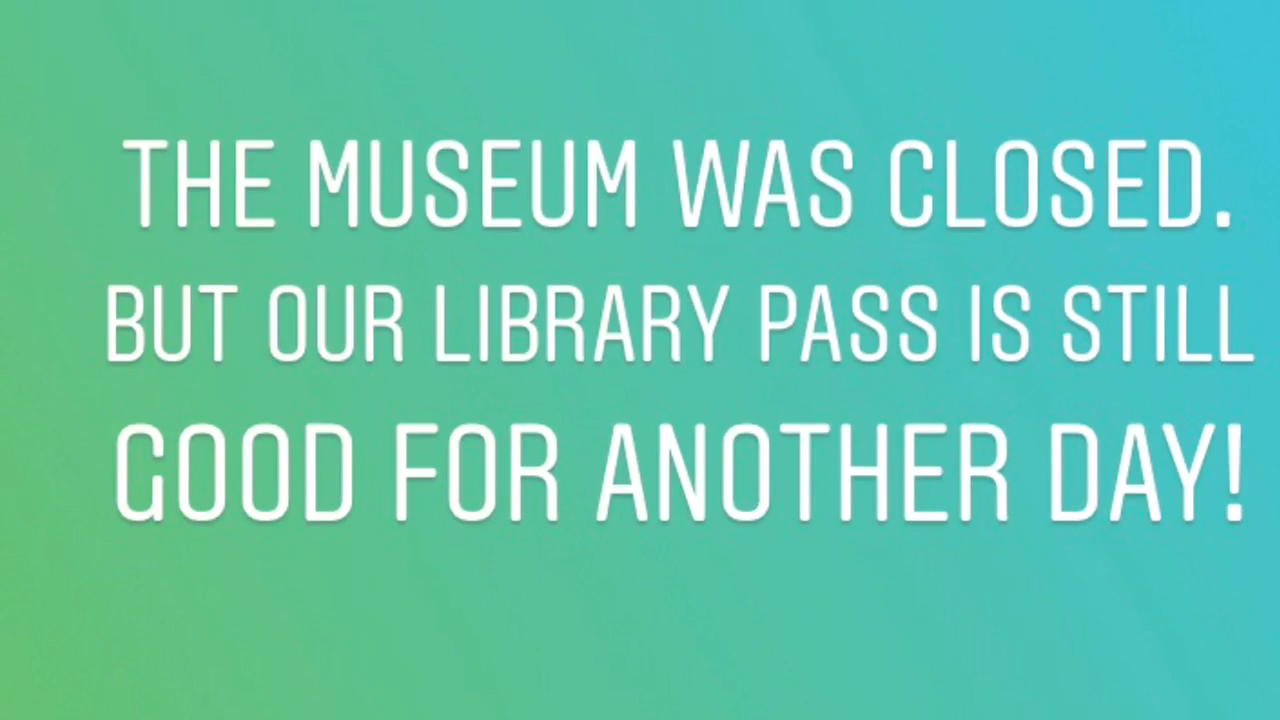 THE MUSEUM WAS CLOSED.
BUT OUR LIBRARY PASS IS STILL
GOOD FOR ANOTHER DAY!